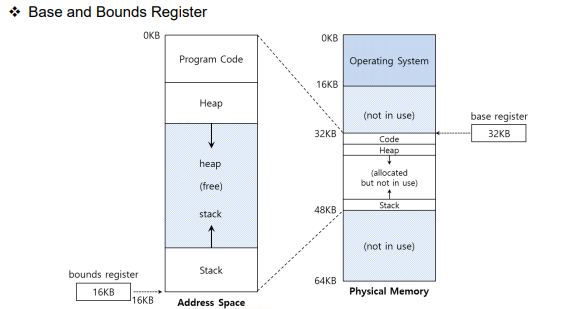 ❖ Base and Bounds Register
0KB
Program Code
Heap
heap
(free)
stack
Stack
bounds register
16KB
16KB
Address Space
0KB
Operating System
16KB
(not in use)
base register
32KB
32KB
Code
Heap
(allocated
but not in use)
Stack
48KB
(not in use)
64KB
Physical Memory